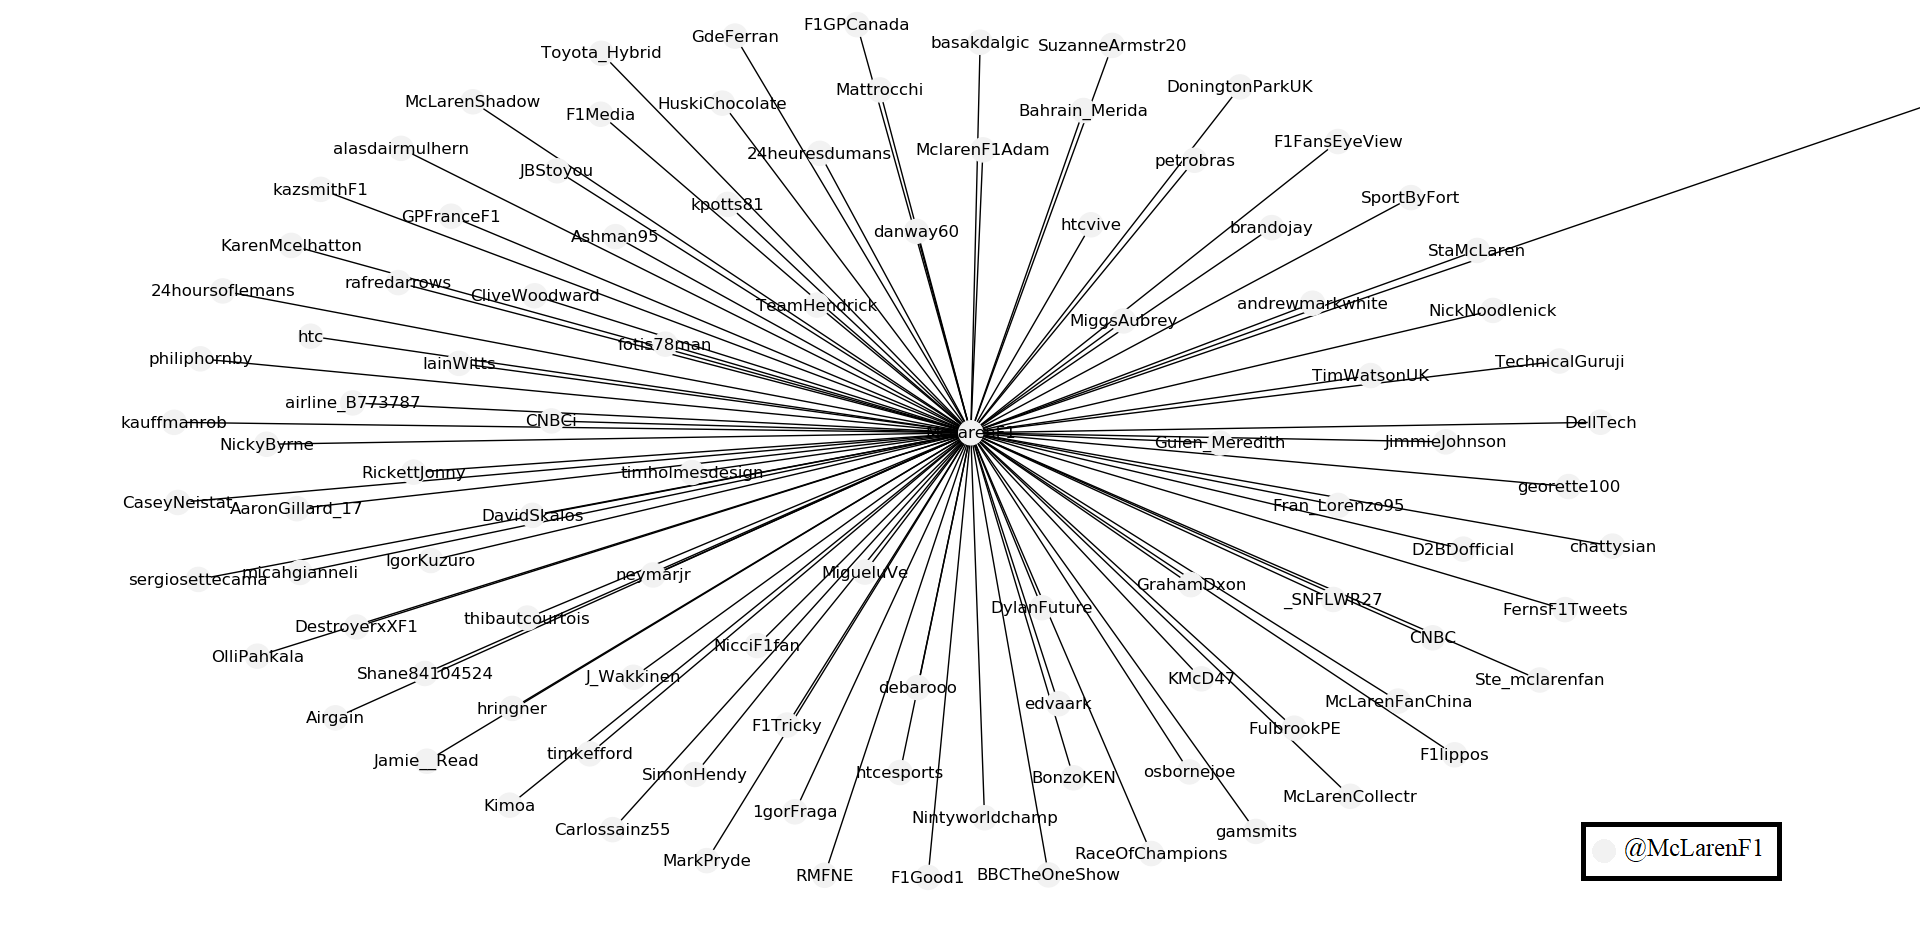 F1GPCanada
GdeFerran
basakdalgic
SuzanneArmstr20
Toyota_Hybrid
DoningtonParkUK
Mattrocchi
McLarenShadow
HuskiChocolate
F1Media
Bahrain_Merida
F1FansEyeView
alasdairmulhern
24heuresdumans
MclarenF1Adam
petrobras
JBStoyou
kazsmithF1
SportByFort
kpotts81
GPFranceF1
htcvive
brandojay
danway60
Ashman95
KarenMcelhatton
StaMcLaren
rafredarrows
24hoursoflemans
CliveWoodward
TeamHendrick
andrewmarkwhite
NickNoodlenick
MiggsAubrey
htc
fotis78man
philiphornby
IainWitts
TechnicalGuruji
TimWatsonUK
airline_B773787
kauffmanrob
CNBCi
DellTech
McLarenF1
NickyByrne
Gulen_Meredith
JimmieJohnson
RickettJonny
timholmesdesign
georette100
CaseyNeistat
AaronGillard_17
Fran_Lorenzo95
DavidSkalos
D2BDofficial
chattysian
IgorKuzuro
sergiosettecama
micahgianneli
neymarjr
MigueluVe
GrahamDxon
_SNFLWR27
DylanFuture
FernsF1Tweets
thibautcourtois
DestroyerxXF1
CNBC
NicciF1fan
OlliPahkala
Shane84104524
J_Wakkinen
KMcD47
Ste_mclarenfan
debarooo
edvaark
McLarenFanChina
hringner
Airgain
F1Tricky
FulbrookPE
timkefford
F1lippos
Jamie__Read
SimonHendy
htcesports
BonzoKEN
osbornejoe
McLarenCollectr
Kimoa
1gorFraga
Nintyworldchamp
Carlossainz55
gamsmits
@McLarenF1
MarkPryde
RaceOfChampions
RMFNE
F1Good1
BBCTheOneShow